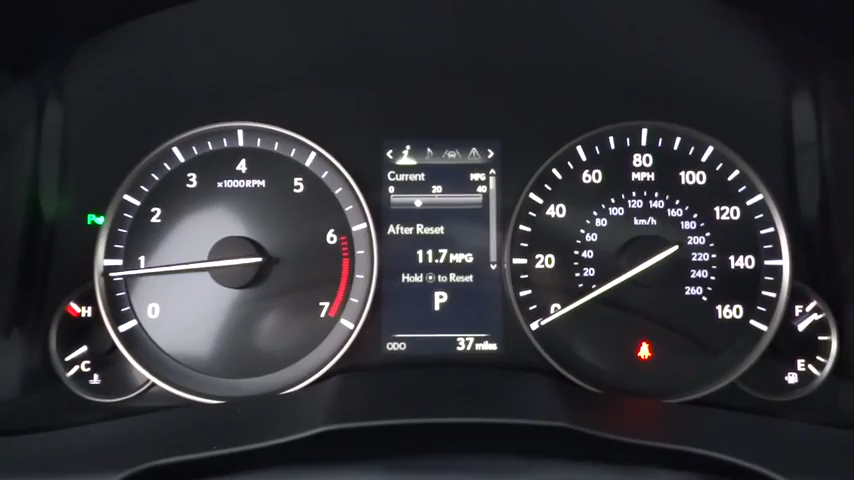 0
1
2
3
4
5
6
7
x1000RPM
H
C
Current MPG
0 20 40
After Reset
11.7 MPG
Hold to Reset
P
ODO 37 miles
0
20
40
60
80
100
120
140
160
MPH
20
40
60
80
100
120
140
160
180
200
220
240
260
km/h
F
E